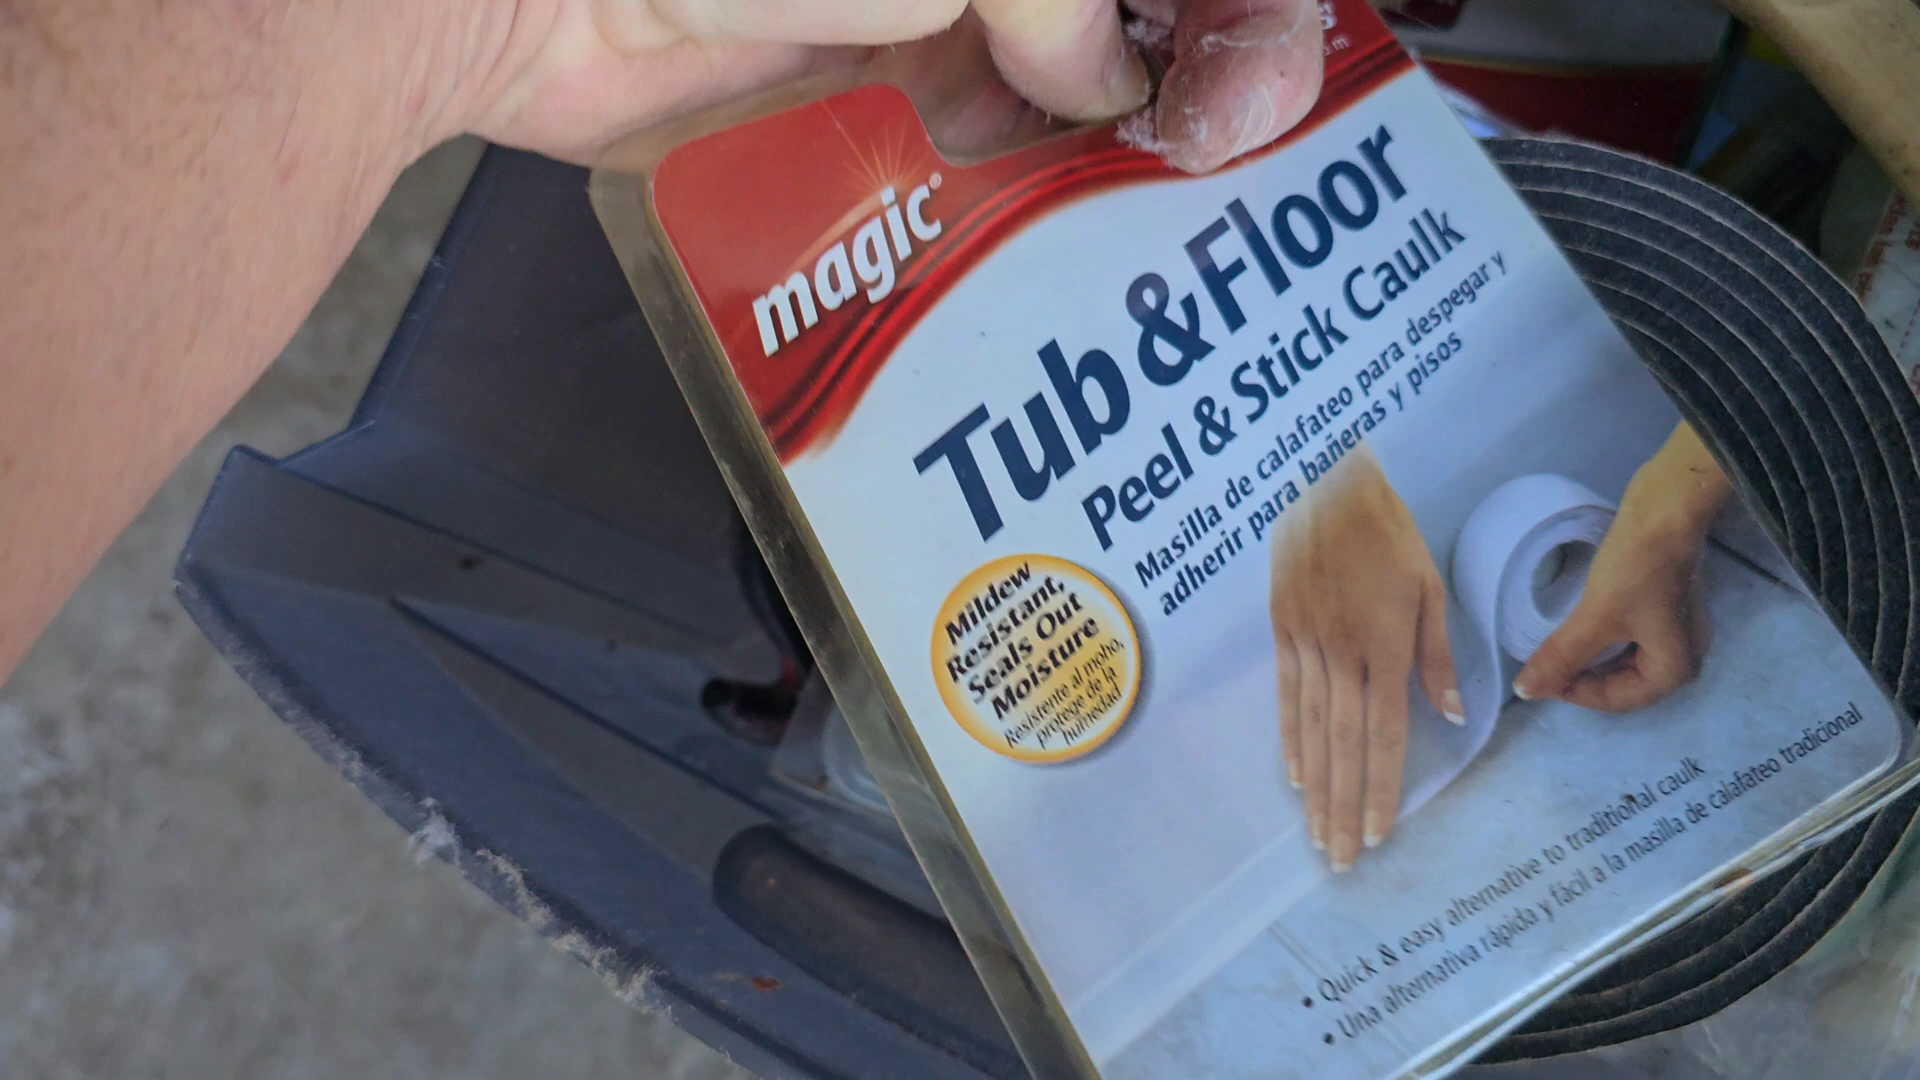 magic®
Tub & Floor
Peel & Stick Caulk
Masilla de calafateo para despegar y
adherir para bañeras y pisos
Mildew
Resistant,
Seals Out
Moisture
Resistente al moho,
protege de la
humedad
• Quick & easy alternative to traditional caulk
• Una alternativa rápida y fácil a la masilla de calafateo tradicional